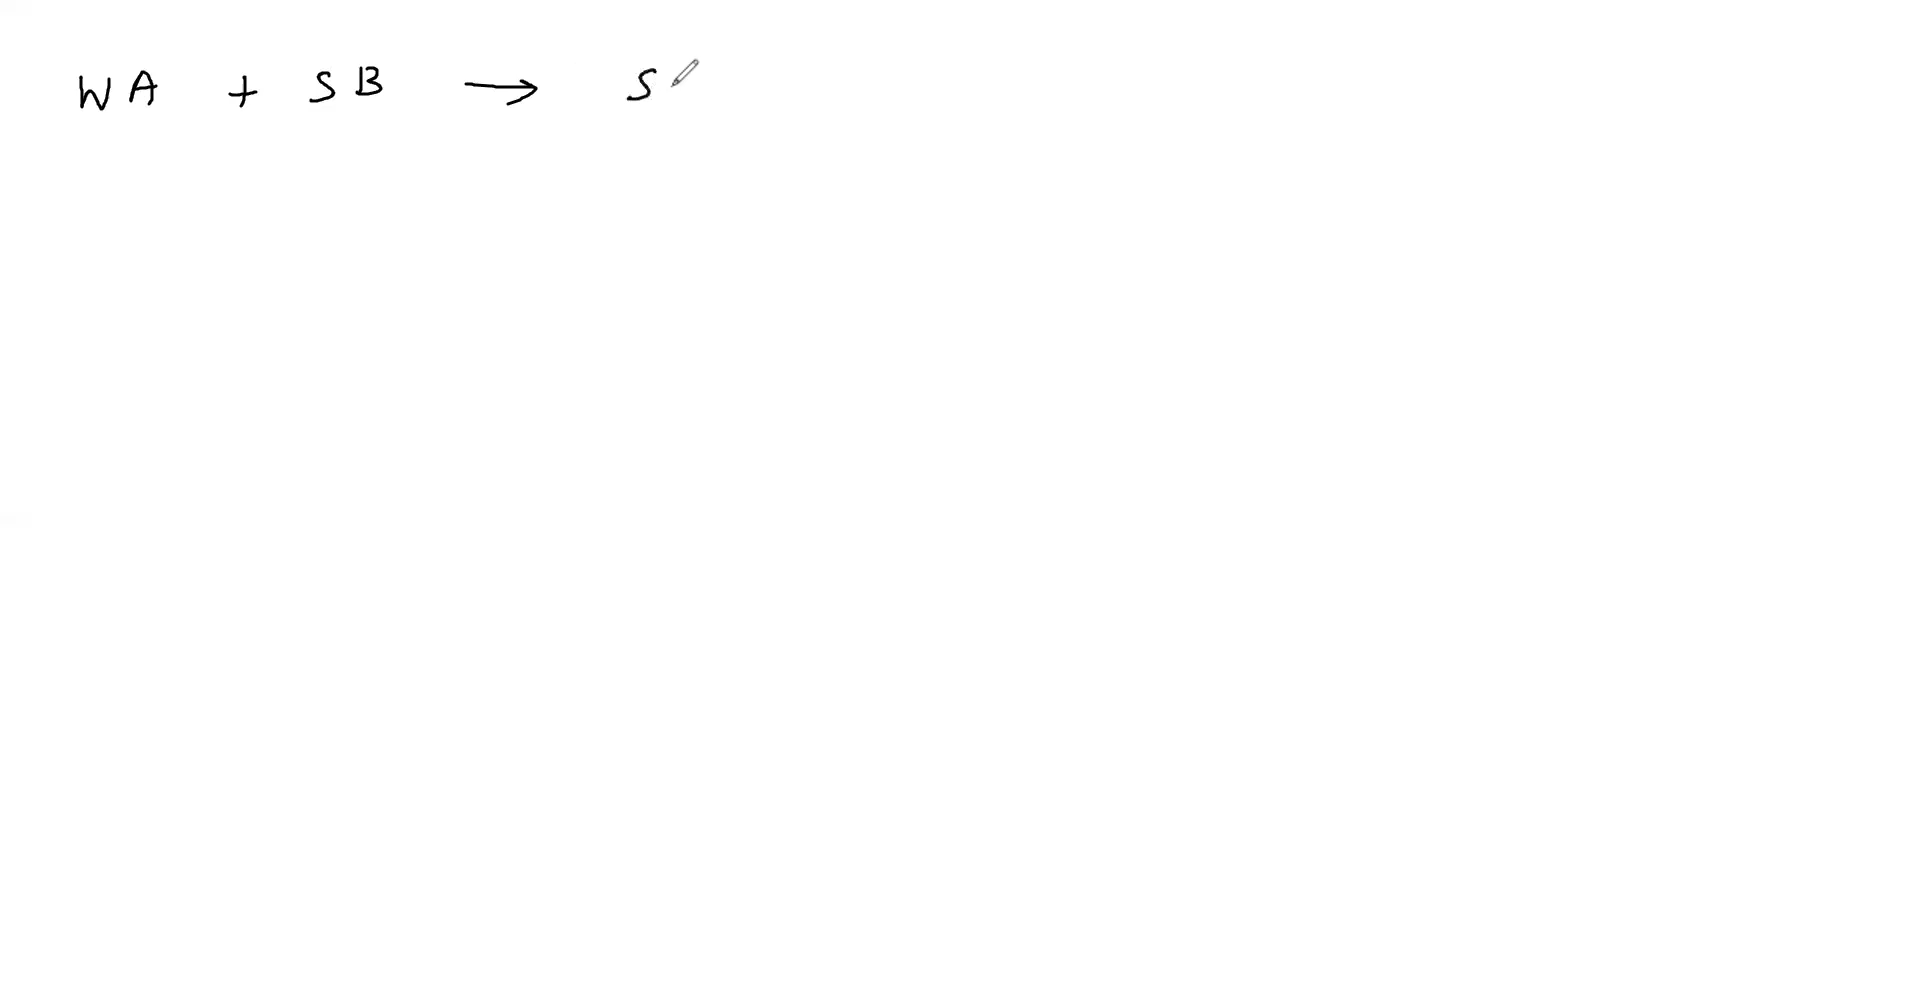 WA + SB → S